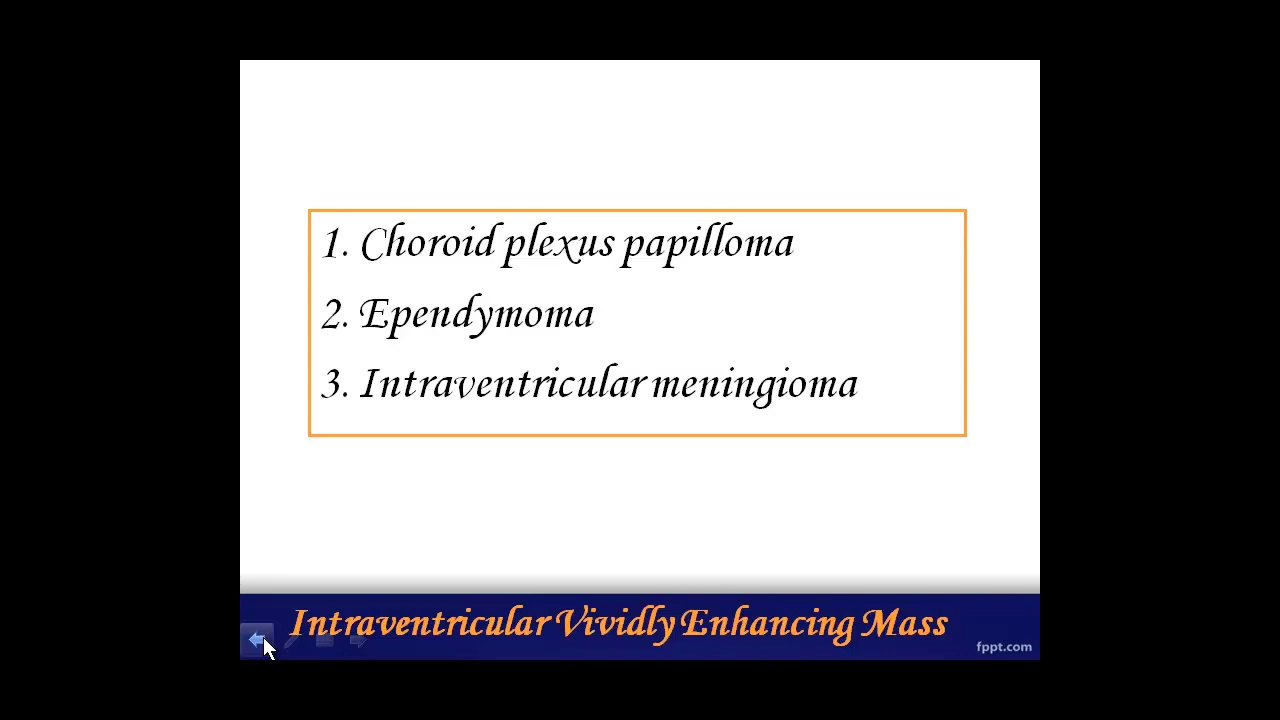 1. Choroid plexus papilloma
2. Ependymoma
3. Intraventricular meningioma
Intraventricular Vividly Enhancing Mass
fppt.com